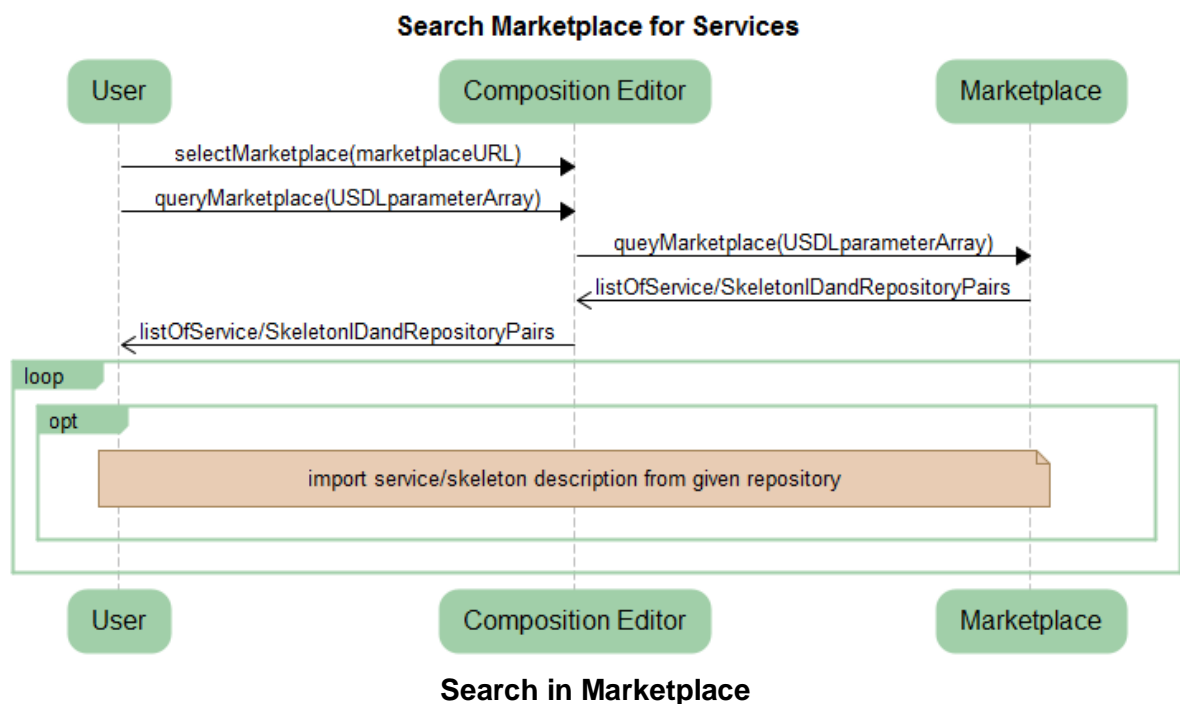 Search Marketplace for Services
User
Composition Editor
Marketplace
selectMarketplace(marketplaceURL)
queryMarketplace(USDLparameterArray)
queyMarketplace(USDLparameterArray)
listOfService/SkeletonIDandRepositoryPairs
listOfService/SkeletonIDandRepositoryPairs
loop
opt
import service/skeleton description from given repository
User
Composition Editor
Marketplace
Search in Marketplace